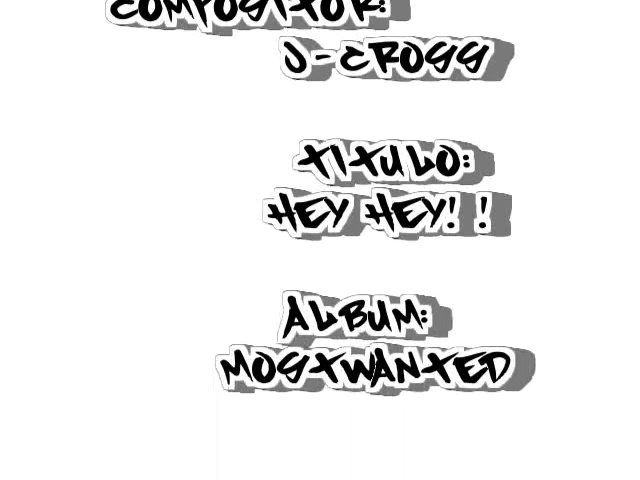 COMPOSITOR:
J-CROSS
TITULO:
HEY HEY! !
ALBUM:
MOSTWANTED